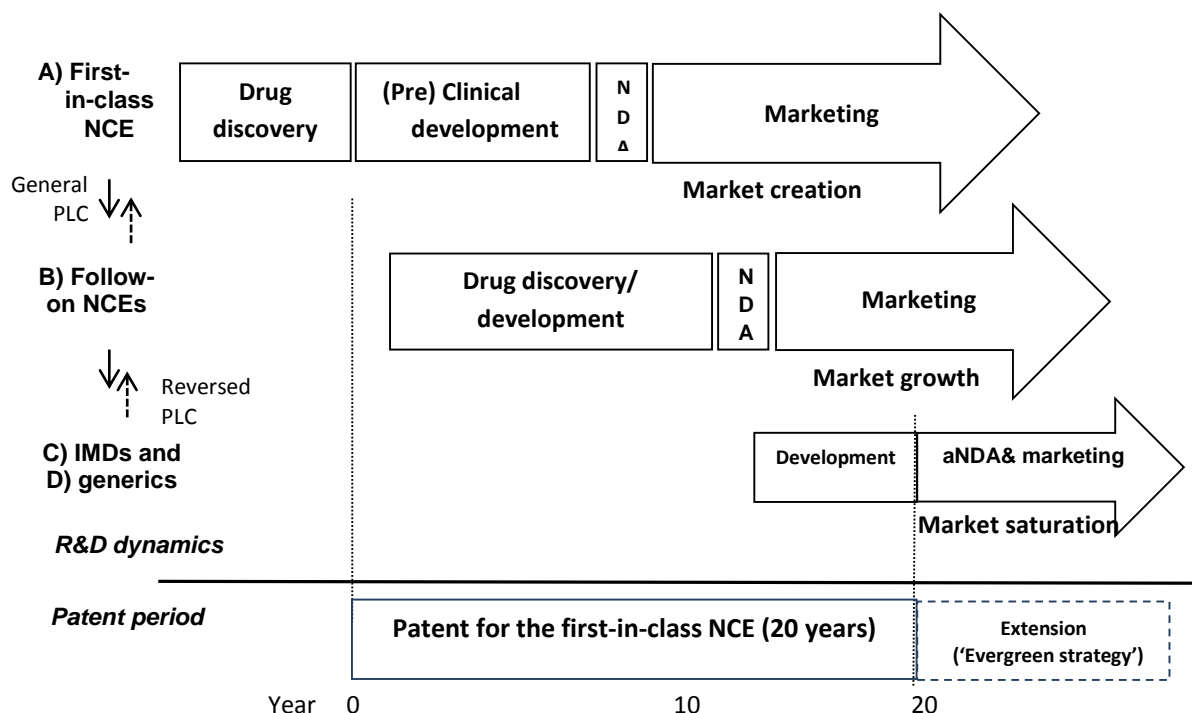 A) First-
in-class
NCE
Drug
discovery
(Pre) Clinical
development
N
D
A
Marketing
Market creation
General
PLC
B) Follow-
on NCEs
Drug discovery/
development
N
D
A
Marketing
Market growth
Reversed
PLC
C) IMDs and
D) generics
Development
aNDA& marketing
Market saturation
R&D dynamics
Patent period
Patent for the first-in-class NCE (20 years)
Extension
(‘Evergreen strategy’)
Year 0 10 20